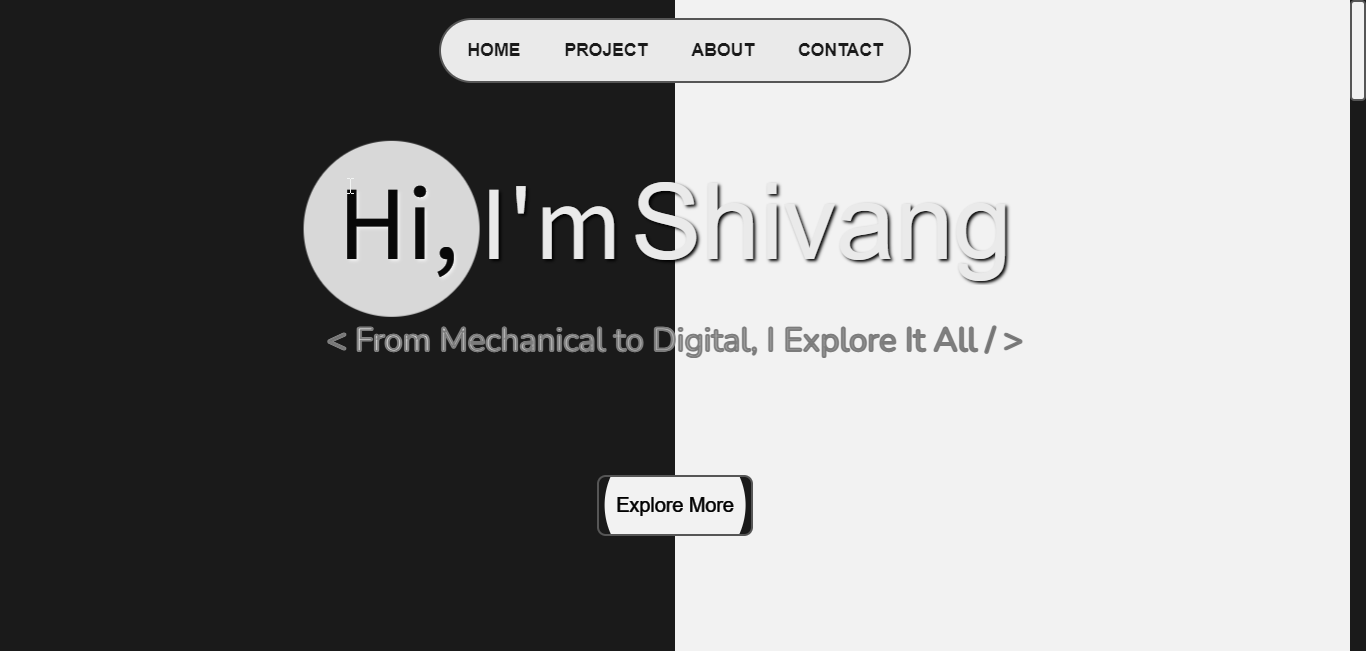 HOME PROJECT ABOUT CONTACT
Hi, I'm Shivang
< From Mechanical to Digital, I Explore It All / >
Explore More